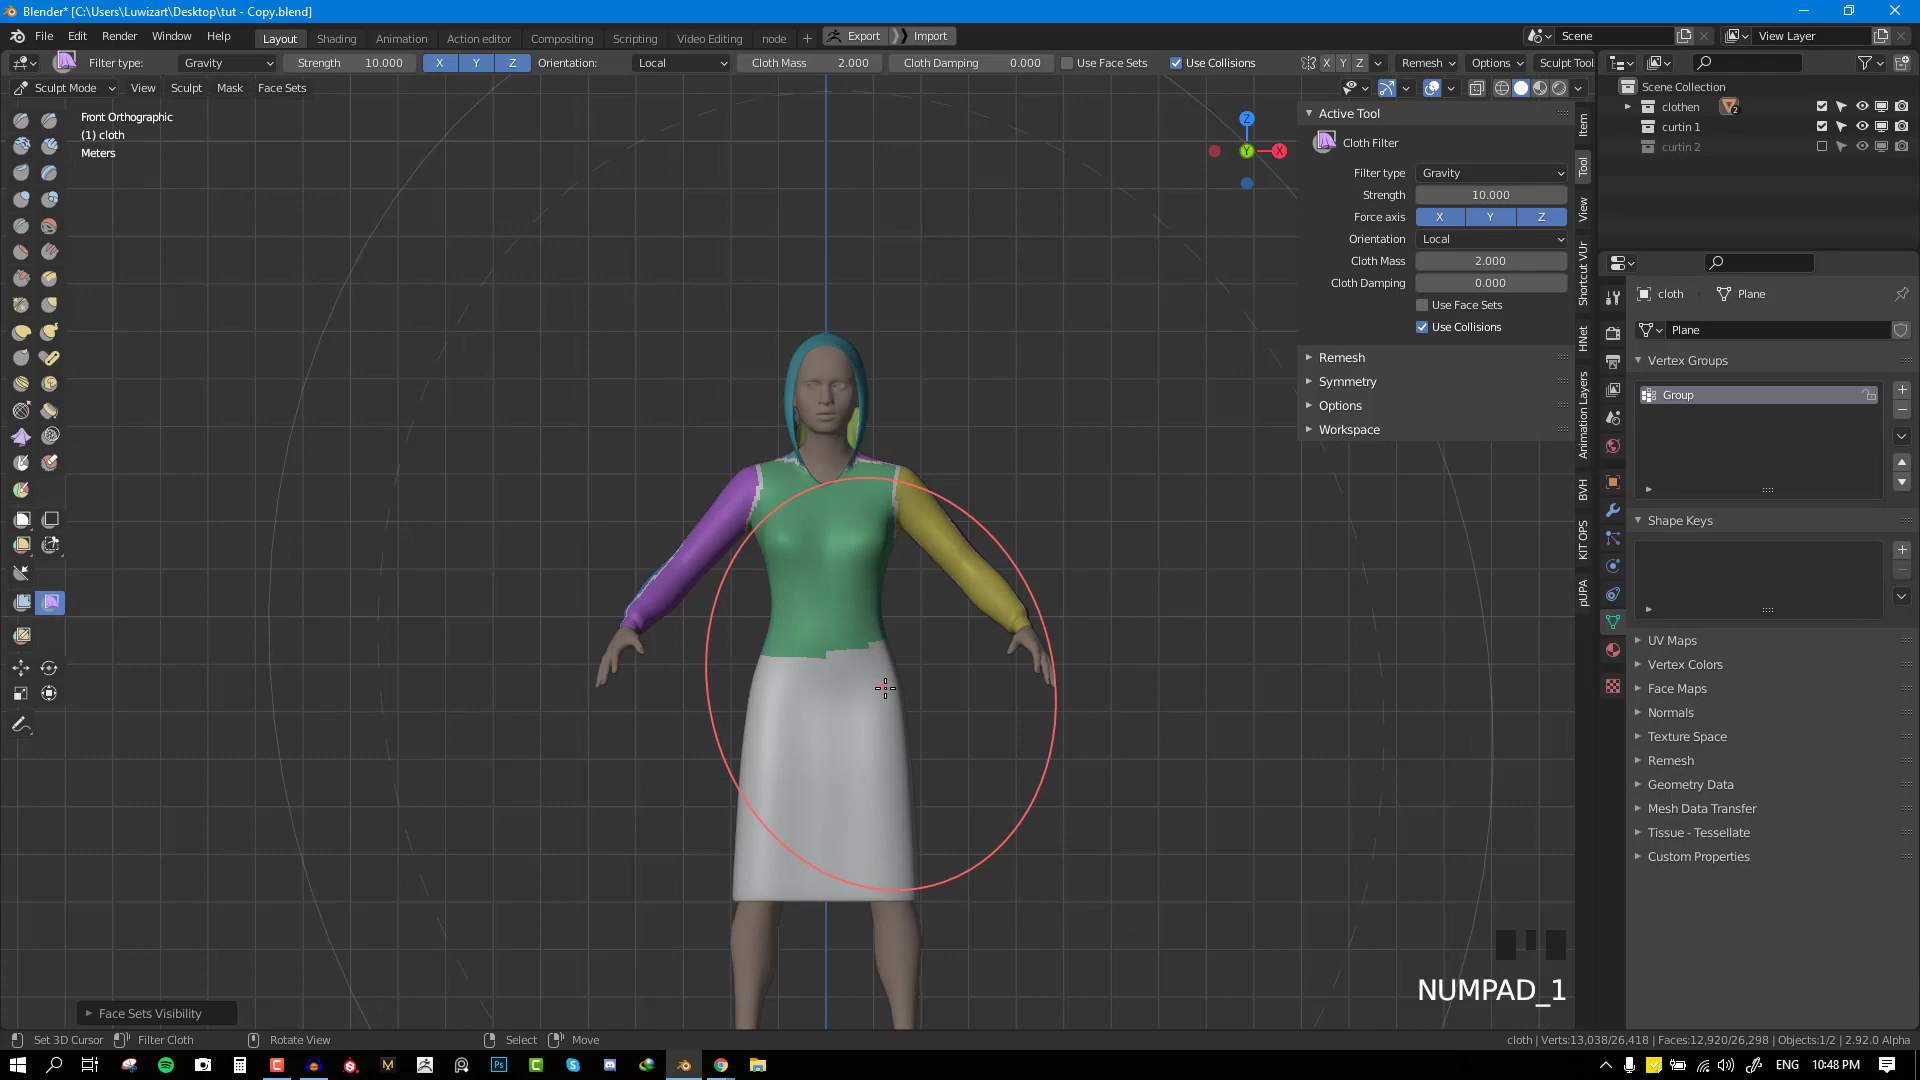 Blender* [C:\Users\Luwizart\Desktop\tut - Copy.blend]
File Edit Render Window Help Layout Shading Animation Action editor Compositing Scripting Video Editing node + Export Import Scene View Layer
Filter type: Gravity Strength 10.000 X Y Z Orientation: Local Cloth Mass 2.000 Cloth Damping 0.000 Use Face Sets Use Collisions X Y Z Remesh Options Sculpt Tool
Sculpt Mode View Sculpt Mask Face Sets
Front Orthographic
(1) cloth
Meters
Z
Y
X
Active Tool
Cloth Filter
Filter type Gravity
Strength 10.000
Force axis X Y Z
Orientation Local
Cloth Mass 2.000
Cloth Damping 0.000
Use Face Sets
Use Collisions
Remesh
Symmetry
Options
Workspace
Item
Tool
View
Shortcut VUr
HNet
Animation Layers
BVH
KIT OPS
pUPA
Scene Collection
clothen 2
curtin 1
curtin 2
cloth Plane
Plane
Vertex Groups
Group
Shape Keys
UV Maps
Vertex Colors
Face Maps
Normals
Texture Space
Remesh
Geometry Data
Mesh Data Transfer
Tissue - Tessellate
Custom Properties
NUMPAD_1
Face Sets Visibility
Set 3D Cursor Filter Cloth Rotate View Select Move cloth | Verts:13,038/26,418 | Faces:12,920/26,298 | Objects:1/2 | 2.92.0 Alpha
ENG 10:48 PM